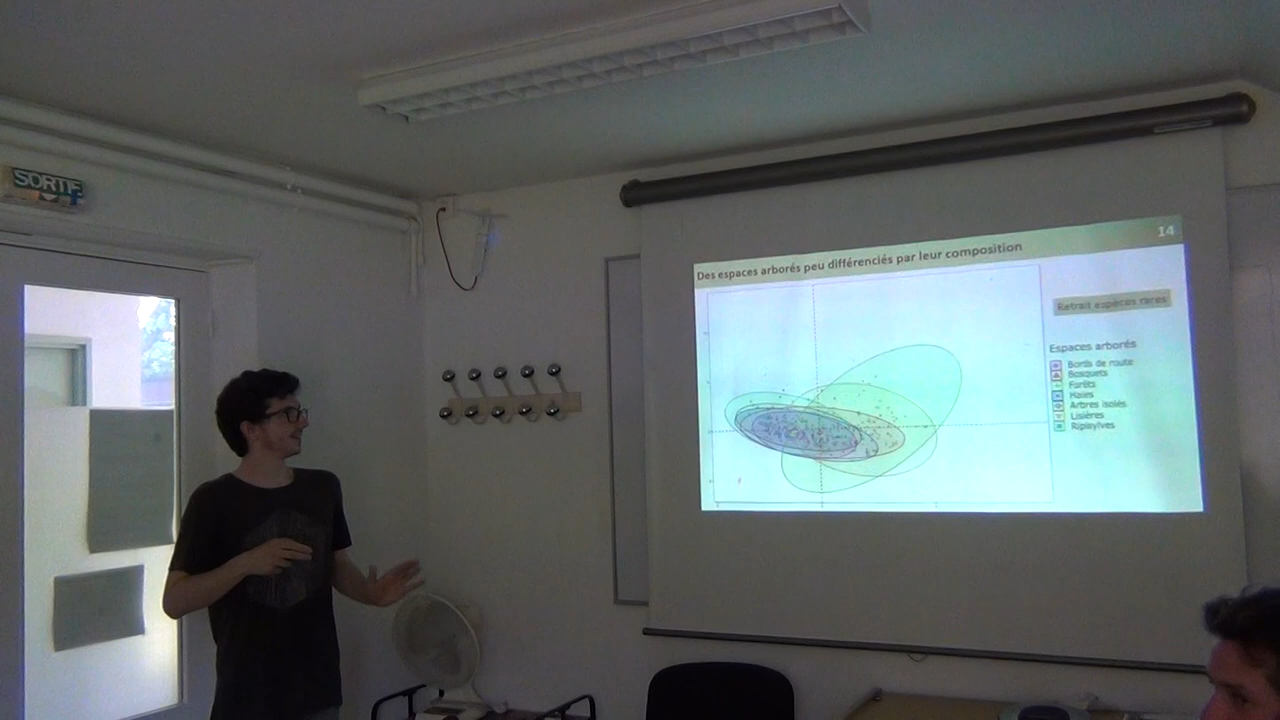 SORTIE
14
Des espaces arborés peu différenciés par leur composition
Retrait espèces rares
Espaces arborés
Bords de route
Bosquets
Forêts
Haies
Arbres isolés
Lisières
Ripisylves